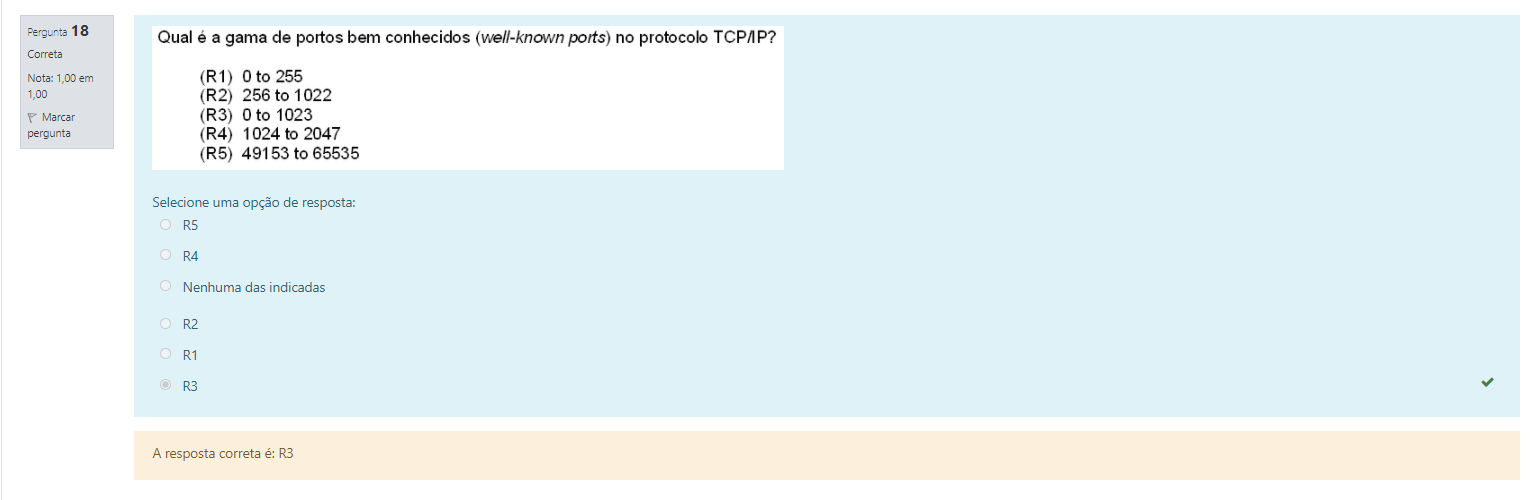 Pergunta 18
Correta
Nota: 1,00 em
1,00
Marcar
pergunta
Qual é a gama de portos bem conhecidos (well-known ports) no protocolo TCP/IP?
(R1) 0 to 255
(R2) 256 to 1022
(R3) 0 to 1023
(R4) 1024 to 2047
(R5) 49153 to 65535
Selecione uma opção de resposta:
R5
R4
Nenhuma das indicadas
R2
R1
R3
A resposta correta é: R3